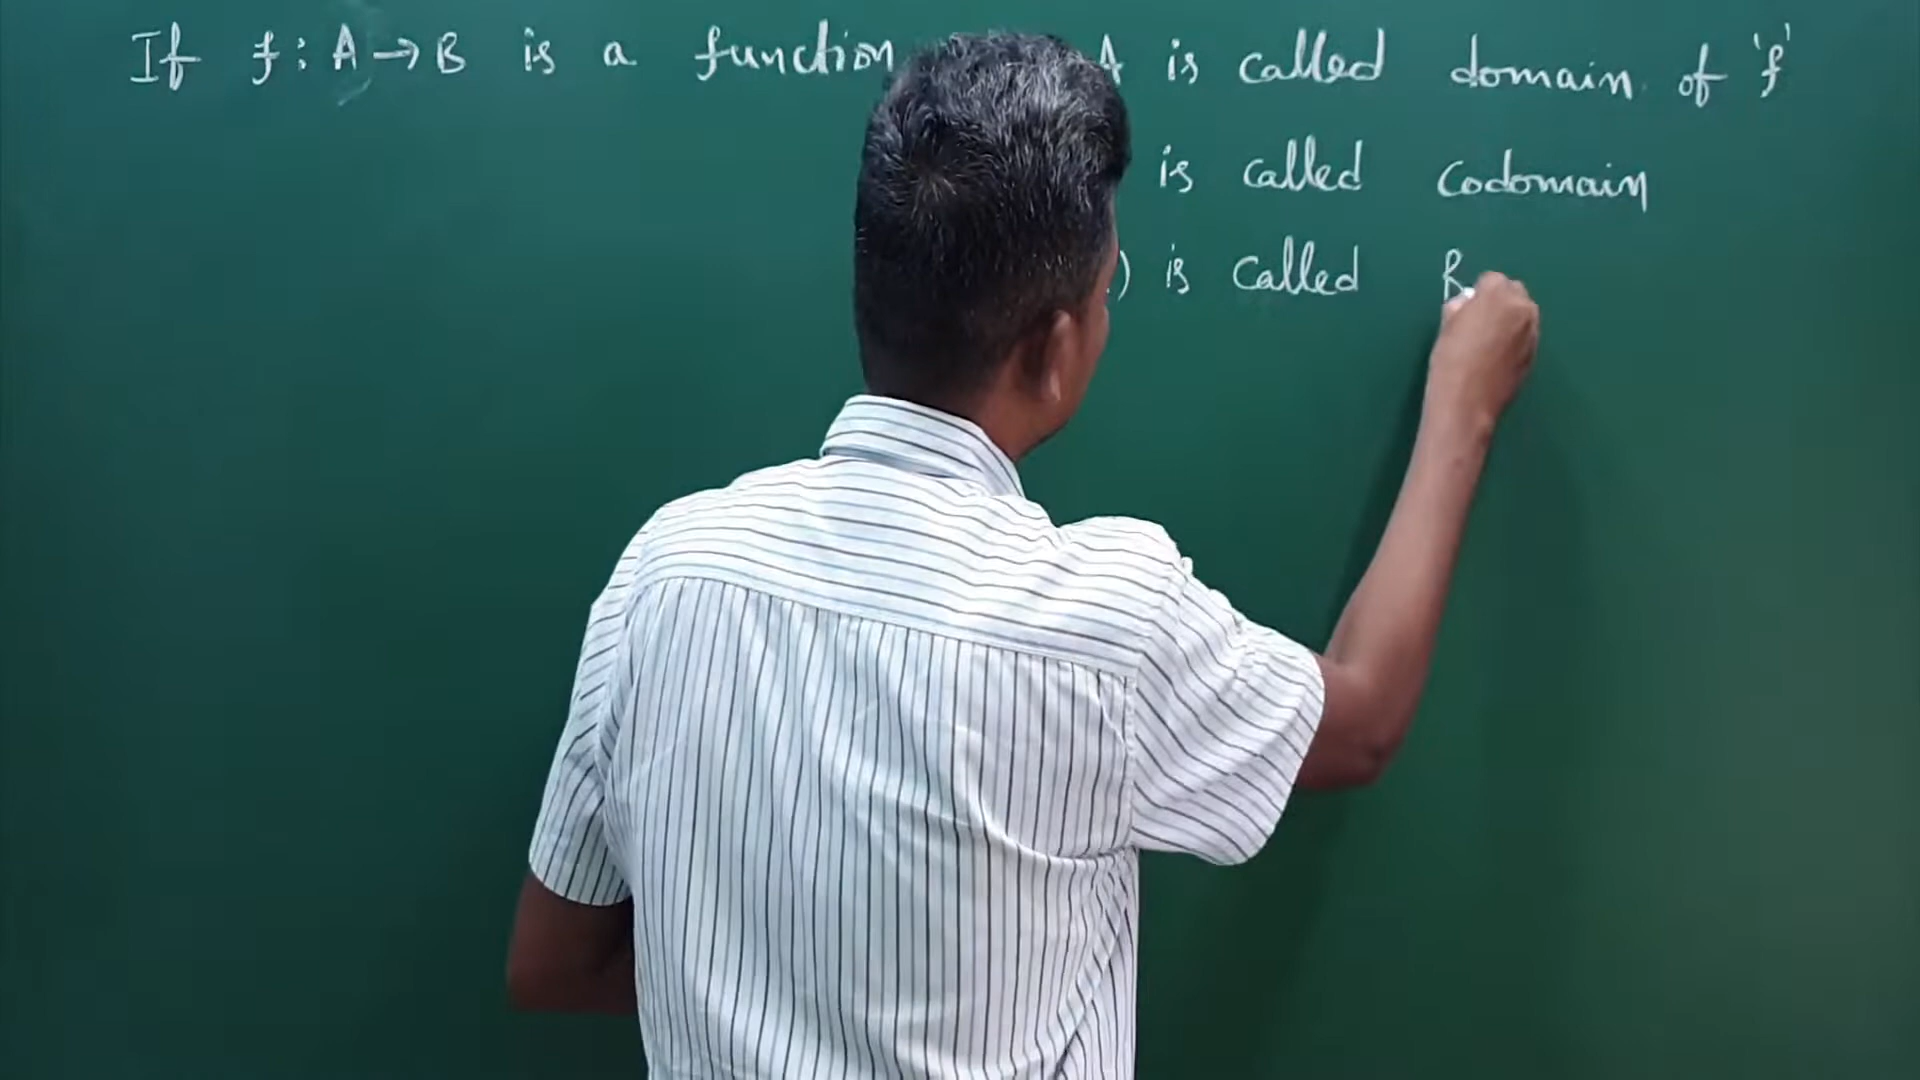 If f : A → B is a function A is called domain of 'f'
is called codomain
) is called R